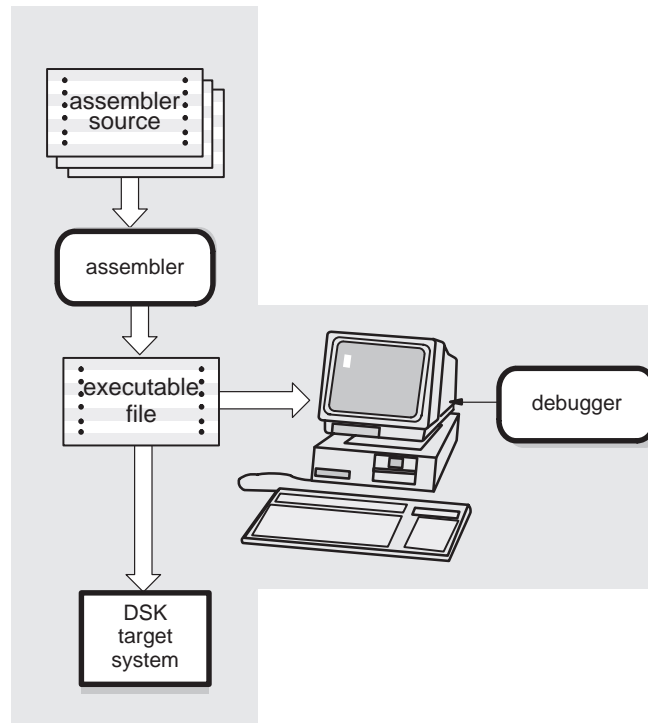 assembler
source
assembler
executable
file
debugger
DSK
target
system